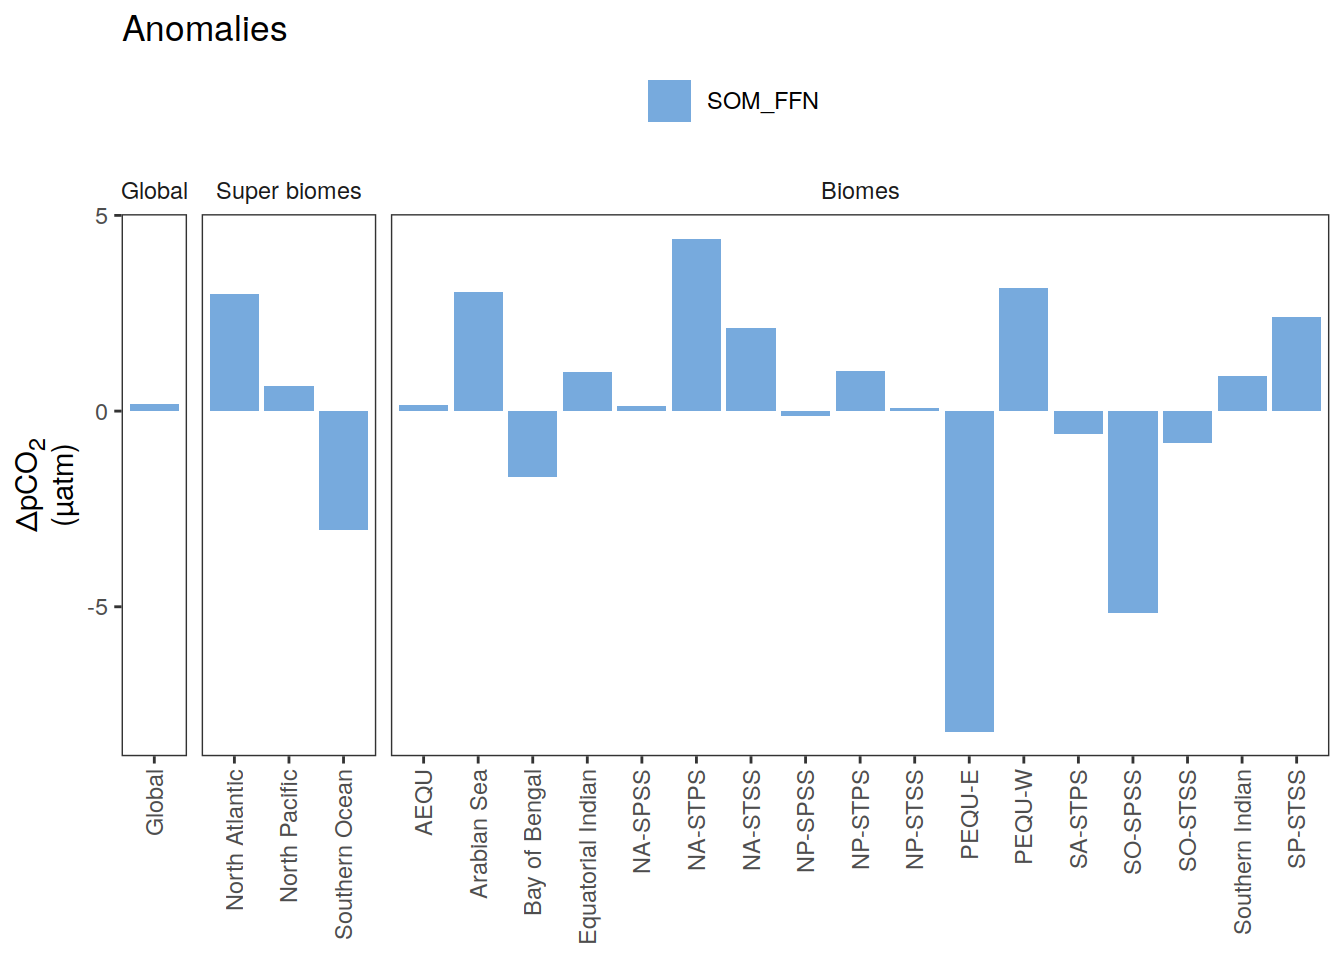 Anomalies
SOM_FFN
Global
Super biomes
Biomes
5
0
-5
ΔpCO₂
(µatm)
Global
North Atlantic
North Pacific
Southern Ocean
AEQU
Arabian Sea
Bay of Bengal
Equatorial Indian
NA-SPSS
NA-STPS
NA-STSS
NP-SPSS
NP-STPS
NP-STSS
PEQU-E
PEQU-W
SA-STPS
SO-SPSS
SO-STSS
Southern Indian
SP-STSS